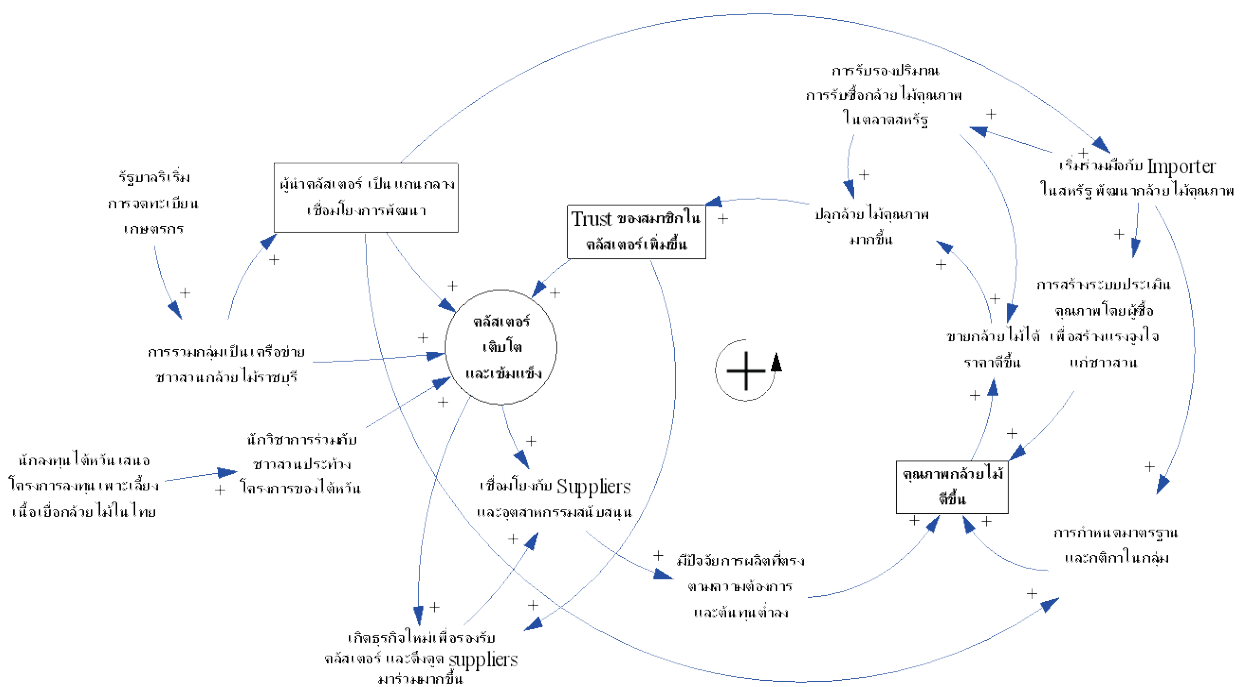 การรับรองปริมาณ
การรับซื้อกล้วยไม้คุณภาพ
ในตลาดสหรัฐ
เริ่มร่วมมือกับ Importer
ในสหรัฐ พัฒนากล้วยไม้คุณภาพ
รัฐบาลริเริ่ม
การจดทะเบียน
เกษตรกร
ผู้นำคลัสเตอร์ เป็นแกนกลาง
เชื่อมโยงการพัฒนา
Trust ของสมาชิกใน
คลัสเตอร์เพิ่มขึ้น
ปลูกล้วยไม้คุณภาพ
มากขึ้น
การสร้างระบบประเมิน
คุณภาพโดยผู้ซื้อ
เพื่อสร้างแรงจูงใจ
แก่ชาวสวน
คลัสเตอร์
เติบโต
และเข้มแข็ง
ขายกล้วยไม้ได้
ราคาดีขึ้น
การรวมกลุ่มเป็นเครือข่าย
ชาวสวนกล้วยไม้ราชบุรี
นักวิชาการร่วมกับ
ชาวสวนประท้วง
โครงการของไต้หวัน
นักลงทุนไต้หวันเสนอ
โครงการลงทุนเพาะเลี้ยง
เนื้อเยื่อกล้วยไม้ในไทย
เชื่อมโยงกับ Suppliers
และอุตสาหกรรมสนับสนุน
คุณภาพกล้วยไม้
ดีขึ้น
การกำหนดมาตรฐาน
และกติกาในกลุ่ม
มีปัจจัยการผลิตที่ตรง
ตามความต้องการ
และต้นทุนต่ำลง
เกิดธุรกิจใหม่เพื่อรองรับ
คลัสเตอร์ และดึงดูด suppliers
มาร่วมมากขึ้น